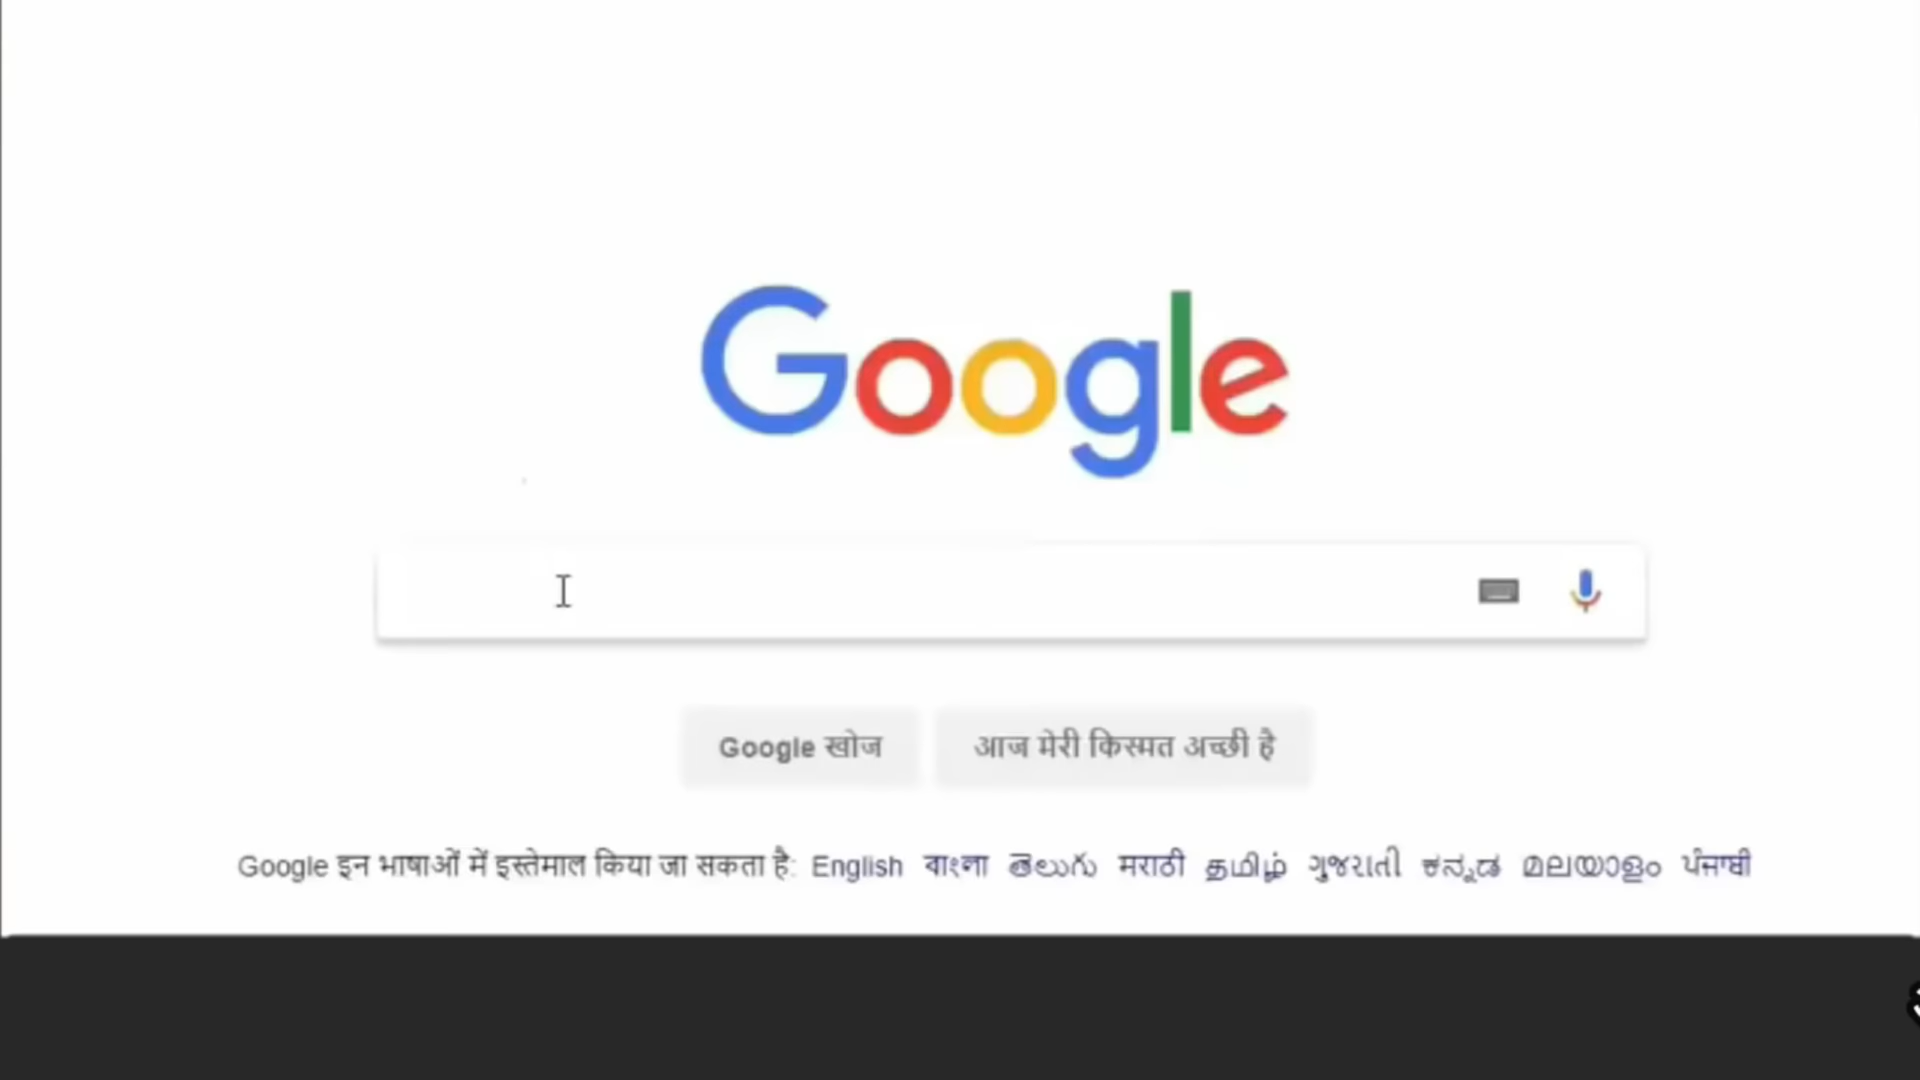 Google
Google खोज
आज मेरी किस्मत अच्छी है
Google इन भाषाओं में इस्तेमाल किया जा सकता है: English বাংলা తెలుగు मराठी தமிழ் ગુજરાતી ಕನ್ನಡ മലയാളം ਪੰਜਾਬੀ